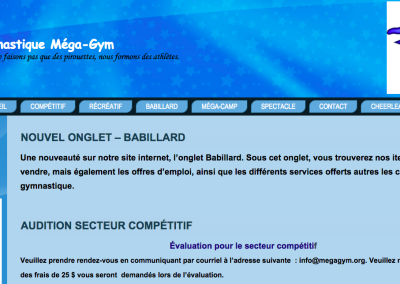 nastique Méga-Gym
faisons pas que des pirouettes, nous formons des athlètes.
EIL COMPÉTITIF RÉCRÉATIF BABILLARD MÉGA-CAMP SPECTACLE CONTACT CHEERLEA
NOUVEL ONGLET – BABILLARD
Une nouveauté sur notre site internet, l'onglet Babillard. Sous cet onglet, vous trouverez nos ite
vendre, mais également les offres d'emploi, ainsi que les différents services offerts autres les c
gymnastique.
AUDITION SECTEUR COMPÉTITIF
Évaluation pour le secteur compétitif
Veuillez prendre rendez-vous en communiquant par courriel à l'adresse suivante : info@megagym.org. Veuillez n
des frais de 25 $ vous seront demandés lors de l'évaluation.